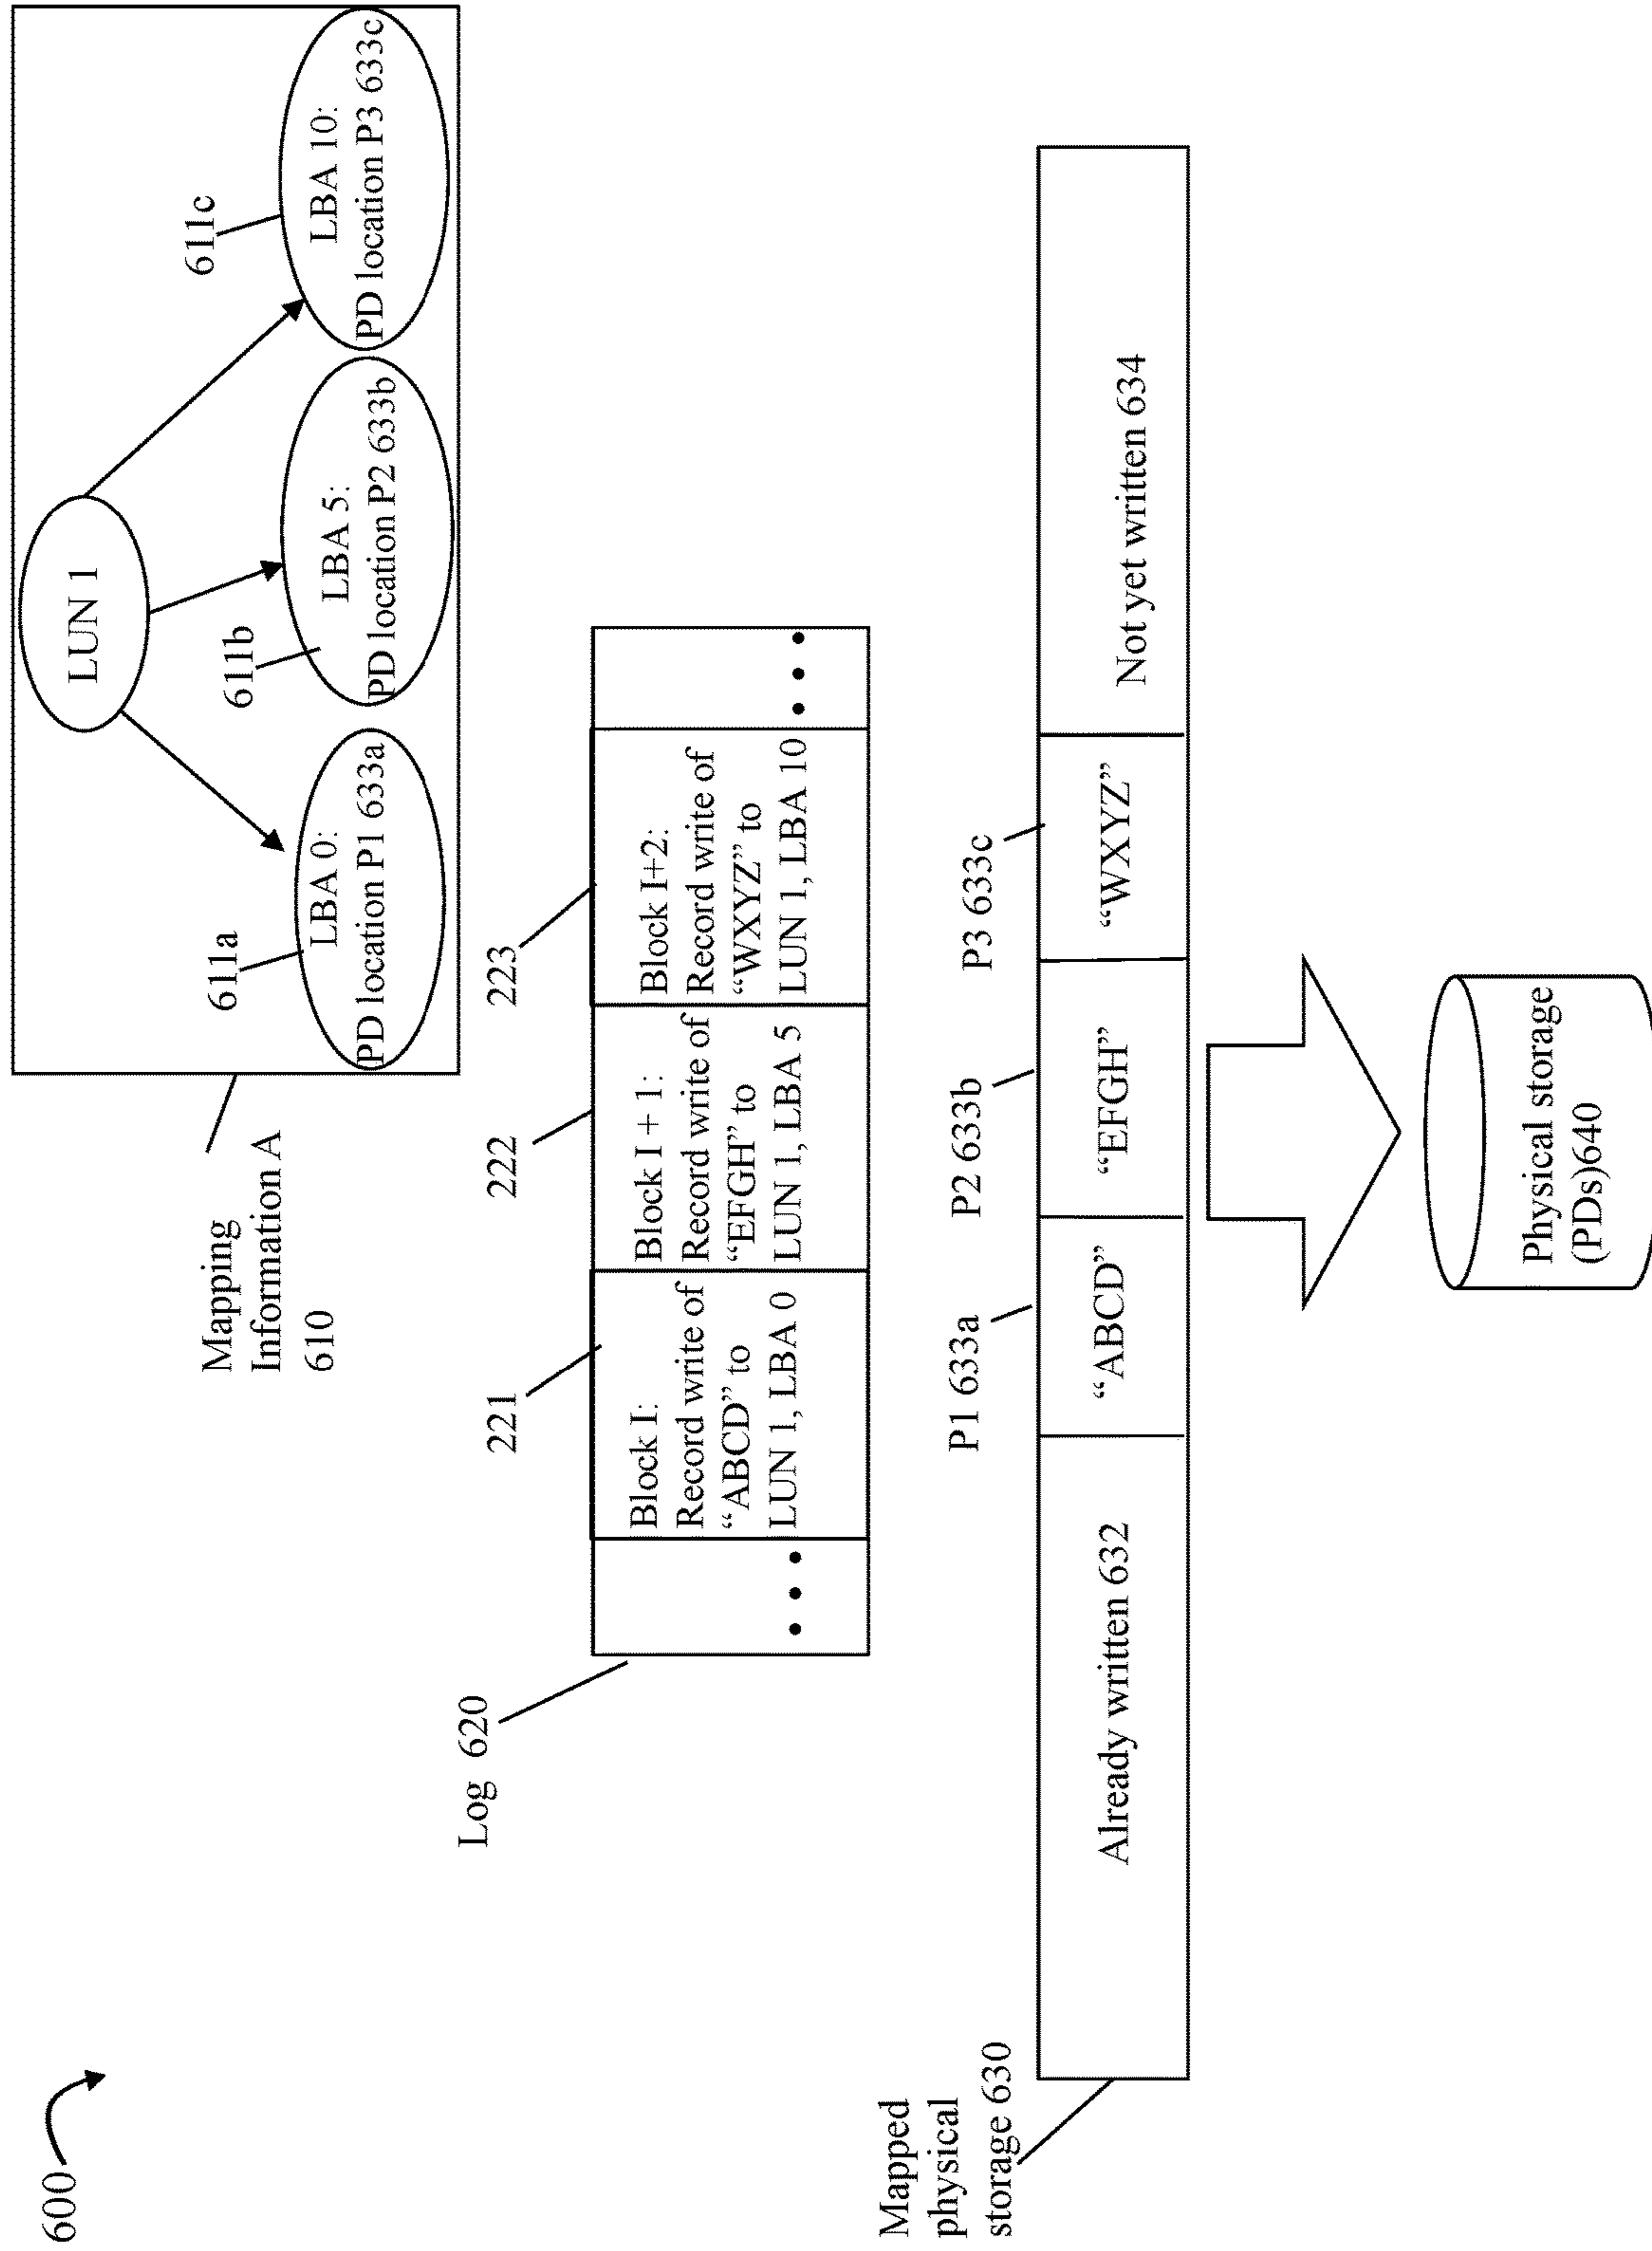 600
Mapping
Information A
610
LUN 1
611a
611b
611c
LBA 0:
PD location P1 633a
LBA 5:
PD location P2 633b
LBA 10:
PD location P3 633c
Log 620
221
222
223
• • •
Block I:
Record write of
“ABCD” to
LUN 1, LBA 0
Block I + 1:
Record write of
“EFGH” to
LUN 1, LBA 5
Block I+2:
Record write of
“WXYZ” to
LUN 1, LBA 10
• • •
Mapped
physical
storage 630
P1 633a
P2 633b
P3 633c
Already written 632
“ABCD”
“EFGH”
“WXYZ”
Not yet written 634
Physical storage
(PDs)640